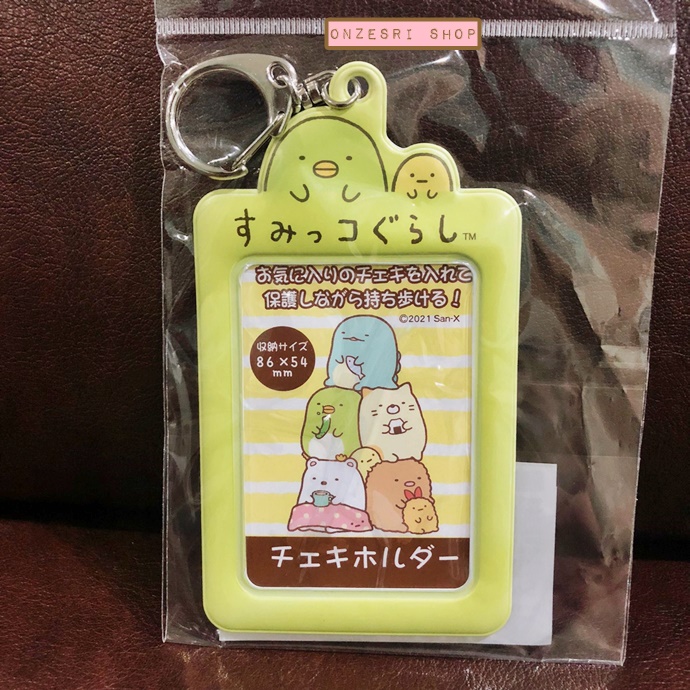 ONZESRI SHOP
すみっコぐらし™
お気に入りのチェキを入れて
保護しながら持ち歩ける！
©2021 San-X
収納サイズ
86×54
mm
チェキホルダー